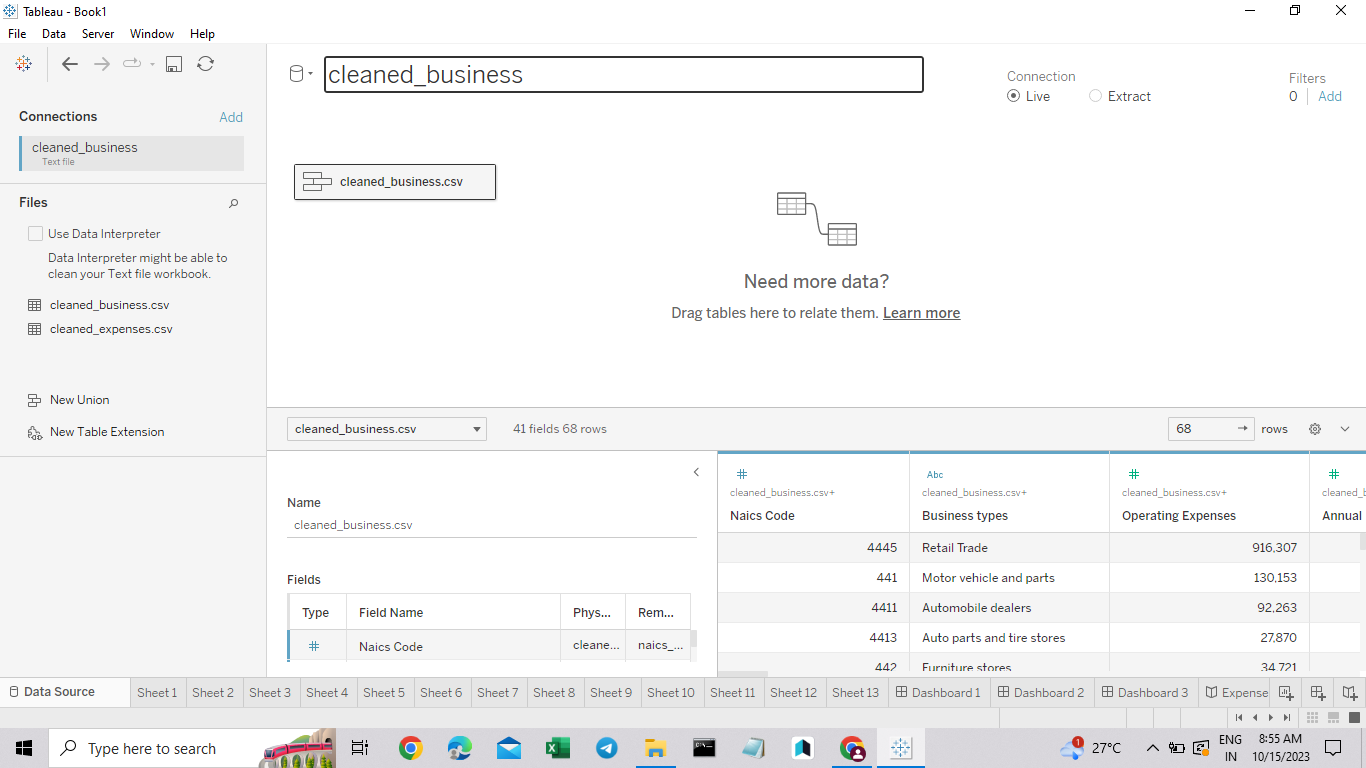 Tableau - Book1
File Data Server Window Help
Connections Add
cleaned_business
Text file
Files
Use Data Interpreter
Data Interpreter might be able to
clean your Text file workbook.
cleaned_business.csv
cleaned_expenses.csv
New Union
New Table Extension
cleaned_business
Connection
Live Extract
Filters
0 Add
cleaned_business.csv
Need more data?
Drag tables here to relate them. Learn more
cleaned_business.csv 41 fields 68 rows 68 rows
Name
cleaned_business.csv
Fields
Type Field Name Phys... Rem...
# Naics Code cleane... naics_...
# Abc # #
cleaned_business.csv+ cleaned_business.csv+ cleaned_business.csv+ cleaned_b
Naics Code Business types Operating Expenses Annual
4445 Retail Trade 916,307
441 Motor vehicle and parts 130,153
4411 Automobile dealers 92,263
4413 Auto parts and tire stores 27,870
442 Furniture stores 34,721
Data Source Sheet 1 Sheet 2 Sheet 3 Sheet 4 Sheet 5 Sheet 6 Sheet 7 Sheet 8 Sheet 9 Sheet 10 Sheet 11 Sheet 12 Sheet 13 Dashboard 1 Dashboard 2 Dashboard 3 Expense
Type here to search
1 27°C
ENG
IN
8:55 AM
10/15/2023